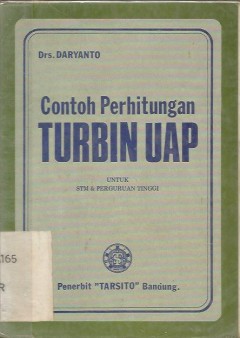 Drs. DARYANTO
Contoh Perhitungan
TURBIN UAP
UNTUK
STM & PERGURUAN TINGGI
165
R
Penerbit "TARSITO" Bandung.